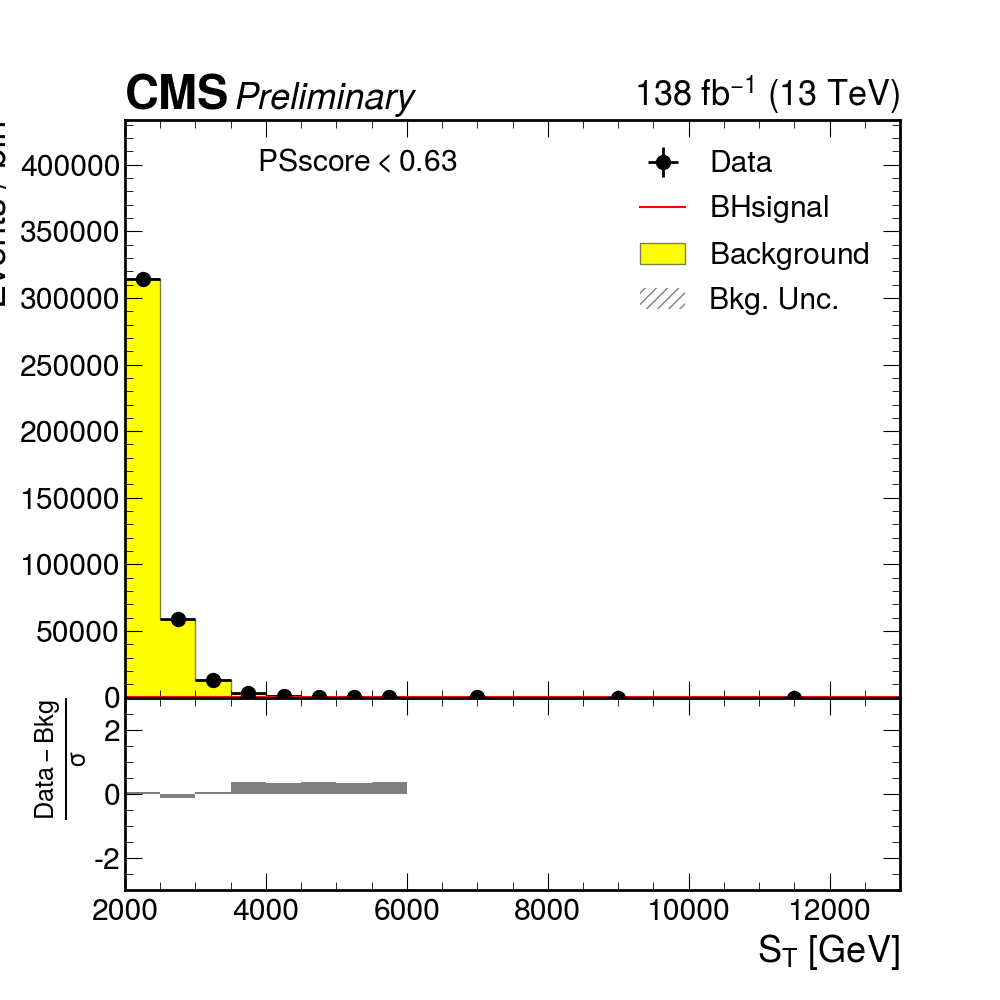 CMS Preliminary
138 fb⁻¹ (13 TeV)
PSscore < 0.63
Data
BHsignal
Background
Bkg. Unc.
400000
350000
300000
250000
200000
150000
100000
50000
0
2
0
-2
Data – Bkg
σ
2000 4000 6000 8000 10000 12000
S_T [GeV]